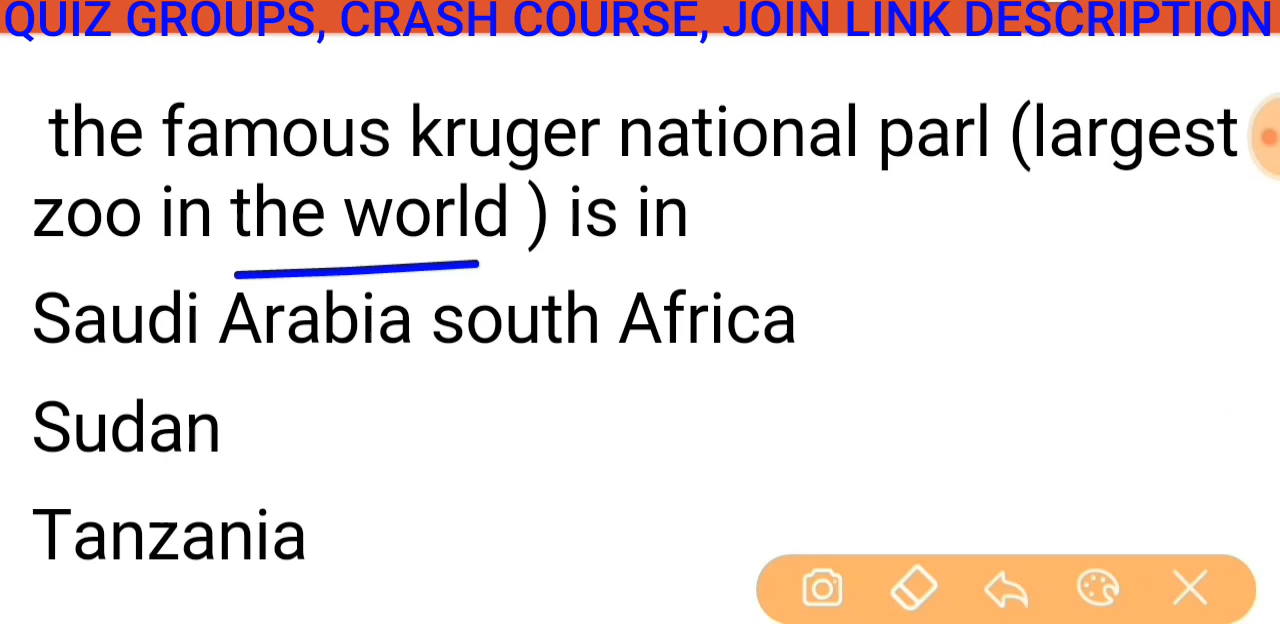 QUIZ GROUPS, CRASH COURSE, JOIN LINK DESCRIPTION
the famous kruger national parl (largest
zoo in the world ) is in
Saudi Arabia south Africa
Sudan
Tanzania